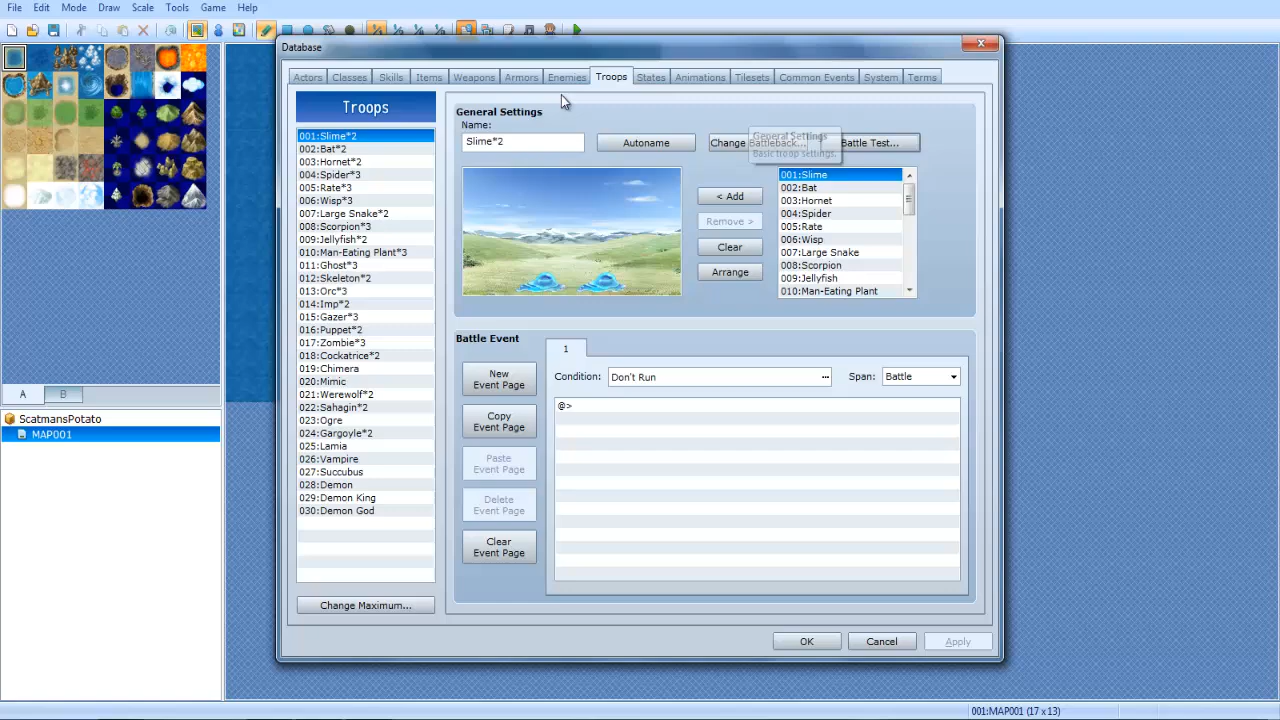 File Edit Mode Draw Scale Tools Game Help
Database
Actors Classes Skills Items Weapons Armors Enemies Troops States Animations Tilesets Common Events System Terms
Troops
001:Slime*2
002:Bat*2
003:Hornet*2
004:Spider*3
005:Rate*3
006:Wisp*3
007:Large Snake*2
008:Scorpion*3
009:Jellyfish*2
010:Man-Eating Plant*3
011:Ghost*3
012:Skeleton*2
013:Orc*3
014:Imp*2
015:Gazer*3
016:Puppet*2
017:Zombie*3
018:Cockatrice*2
019:Chimera
020:Mimic
021:Werewolf*2
022:Sahagin*2
023:Ogre
024:Gargoyle*2
025:Lamia
026:Vampire
027:Succubus
028:Demon
029:Demon King
030:Demon God
Change Maximum...
General Settings
Name:
Slime*2
Autoname
Change Battleback...
Battle Test...
General Settings
Basic troop settings.
< Add
Remove >
Clear
Arrange
001:Slime
002:Bat
003:Hornet
004:Spider
005:Rate
006:Wisp
007:Large Snake
008:Scorpion
009:Jellyfish
010:Man-Eating Plant
Battle Event
New
Event Page
Copy
Event Page
Paste
Event Page
Delete
Event Page
Clear
Event Page
1
Condition: Don't Run ...
Span: Battle
@>
OK Cancel Apply
A B
ScatmansPotato
MAP001
001:MAP001 (17 x13)